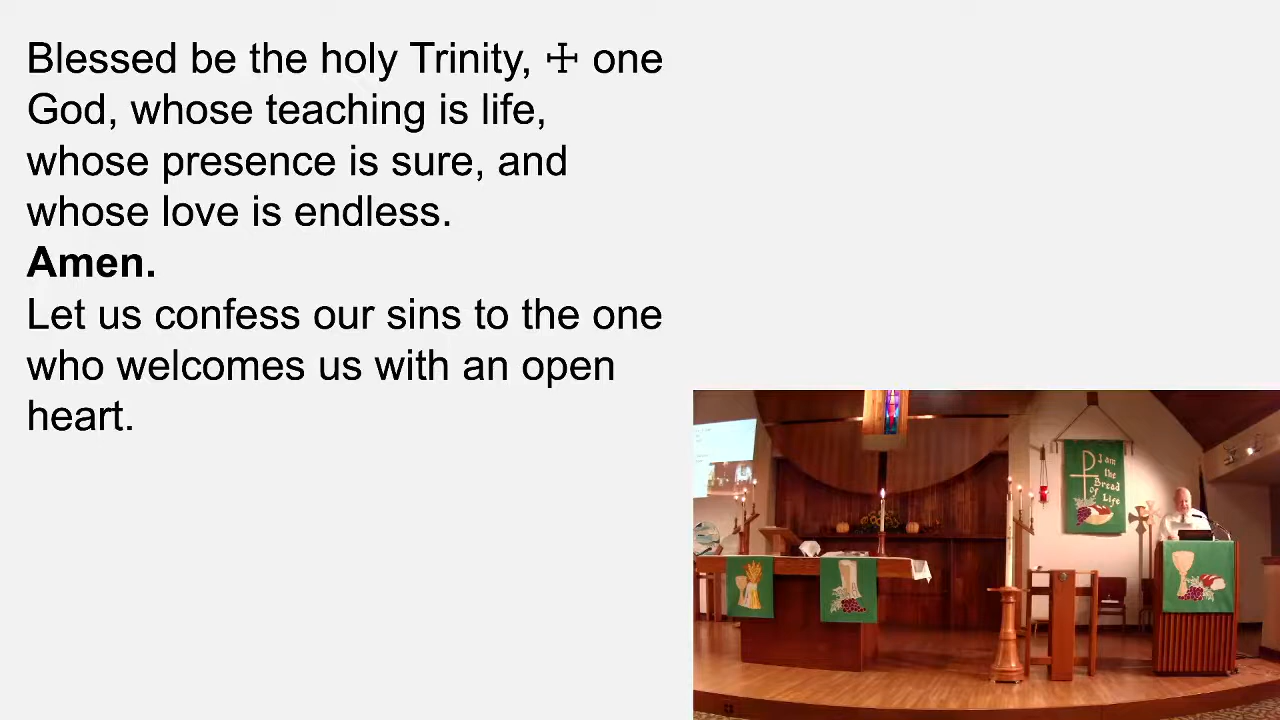 Blessed be the holy Trinity, ☩ one
God, whose teaching is life,
whose presence is sure, and
whose love is endless.
Amen.
Let us confess our sins to the one
who welcomes us with an open
heart.
I am
the
Bread
of
Life